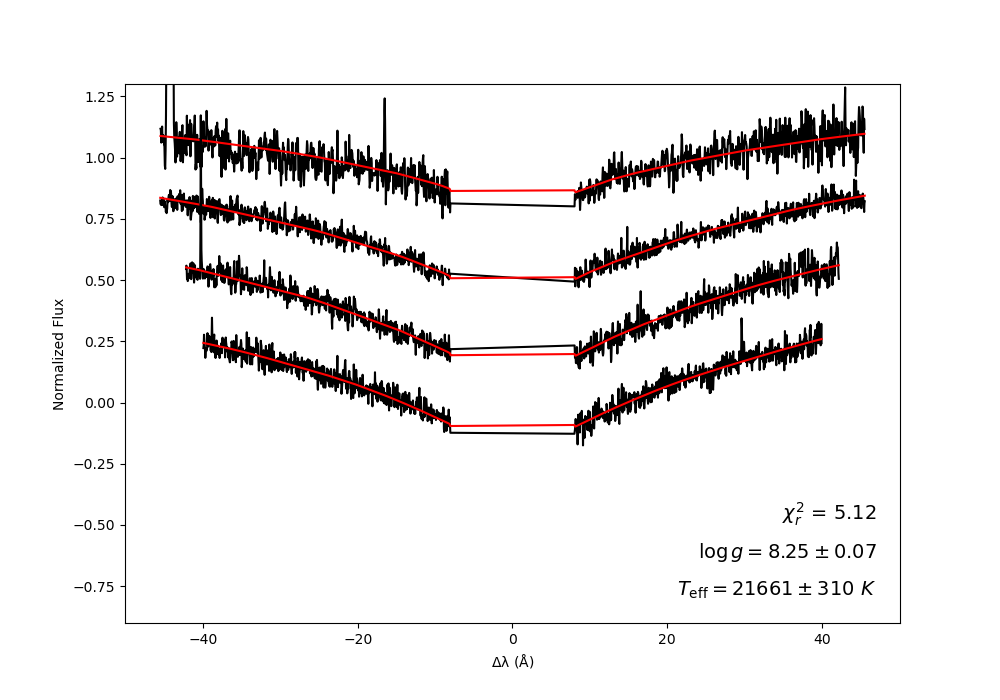 1.25
1.00
0.75
0.50
0.25
0.00
−0.25
−0.50
−0.75
Normalized Flux
χ²ᵣ = 5.12
log g = 8.25 ± 0.07
T_eff = 21661 ± 310 K
−40 −20 0 20 40
Δλ (Å)